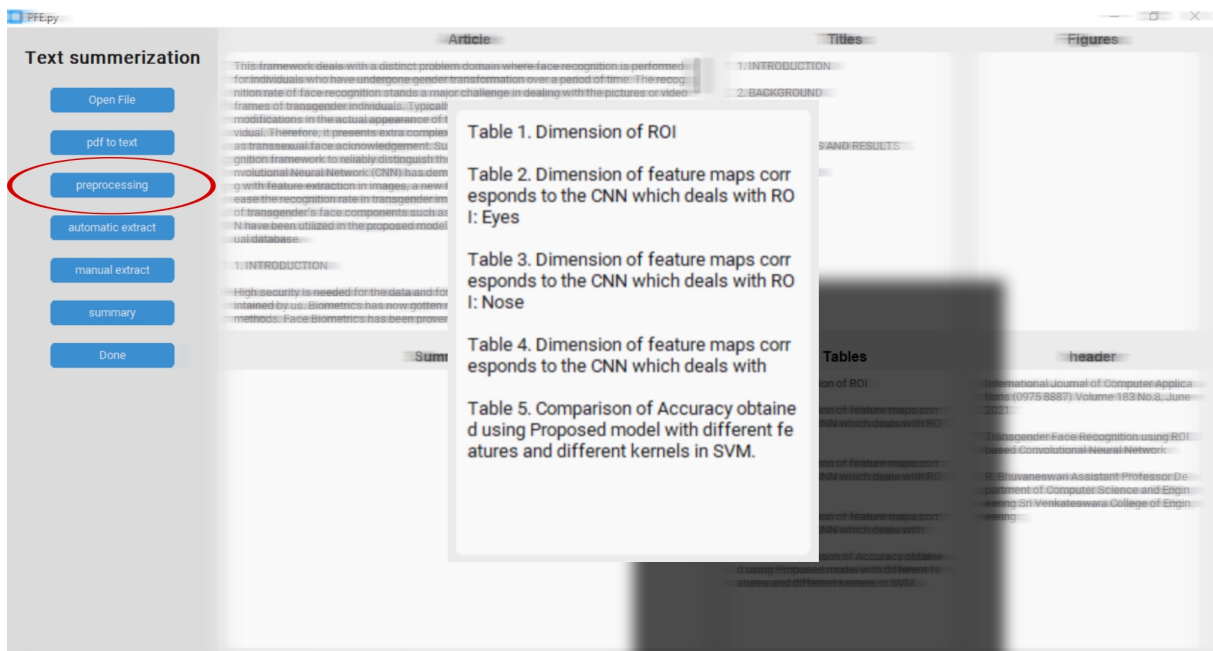 PFE.py
Text summerization
Open File
pdf to text
preprocessing
automatic extract
manual extract
summary
Done
Article
This framework deals with a distinct problem domain where face recognition is performed
for individuals who have undergone gender transformation over a period of time. The recog
nition rate of face recognition stands a major challenge in dealing with the pictures or video
frames of transgender individuals. Typicall
modifications in the actual appearance of t
vidual. Therefore, it presents extra complex
as transsexual face acknowledgement. Su
gnition framework to reliably distinguish th
nvolutional Neural Network (CNN) has dem
g with feature extraction in images, a new f
ease the recognition rate in transgender im
of transgender's face components such as
N have been utilized in the proposed model
ual database.
1. INTRODUCTION
High security is needed for the data and fo
intained by us. Biometrics has now gotten
methods. Face Biometrics has been prover
Titles
1. INTRODUCTION
2. BACKGROUND
S AND RESULTS
Figures
Table 1. Dimension of ROI
Table 2. Dimension of feature maps corr
esponds to the CNN which deals with RO
I: Eyes
Table 3. Dimension of feature maps corr
esponds to the CNN which deals with RO
I: Nose
Table 4. Dimension of feature maps corr
esponds to the CNN which deals with
Table 5. Comparison of Accuracy obtaine
d using Proposed model with different fe
atures and different kernels in SVM.
Summ
Tables
ion of ROI
ion of feature maps corr
CNN which deals with RO
ion of feature maps corr
CNN which deals with RO
ion of feature maps corr
CNN which deals with
ison of Accuracy obtaine
d using Proposed model with different fe
atures and different kernels in SVM.
header
International Journal of Computer Applica
tions (0975 8887) Volume 183 No.8, June
2021
Transgender Face Recognition using ROI
based Convolutional Neural Network
R. Bhuvaneswari Assistant Professor De
partment of Computer Science and Engin
eering Sri Venkateswara College of Engin
eering